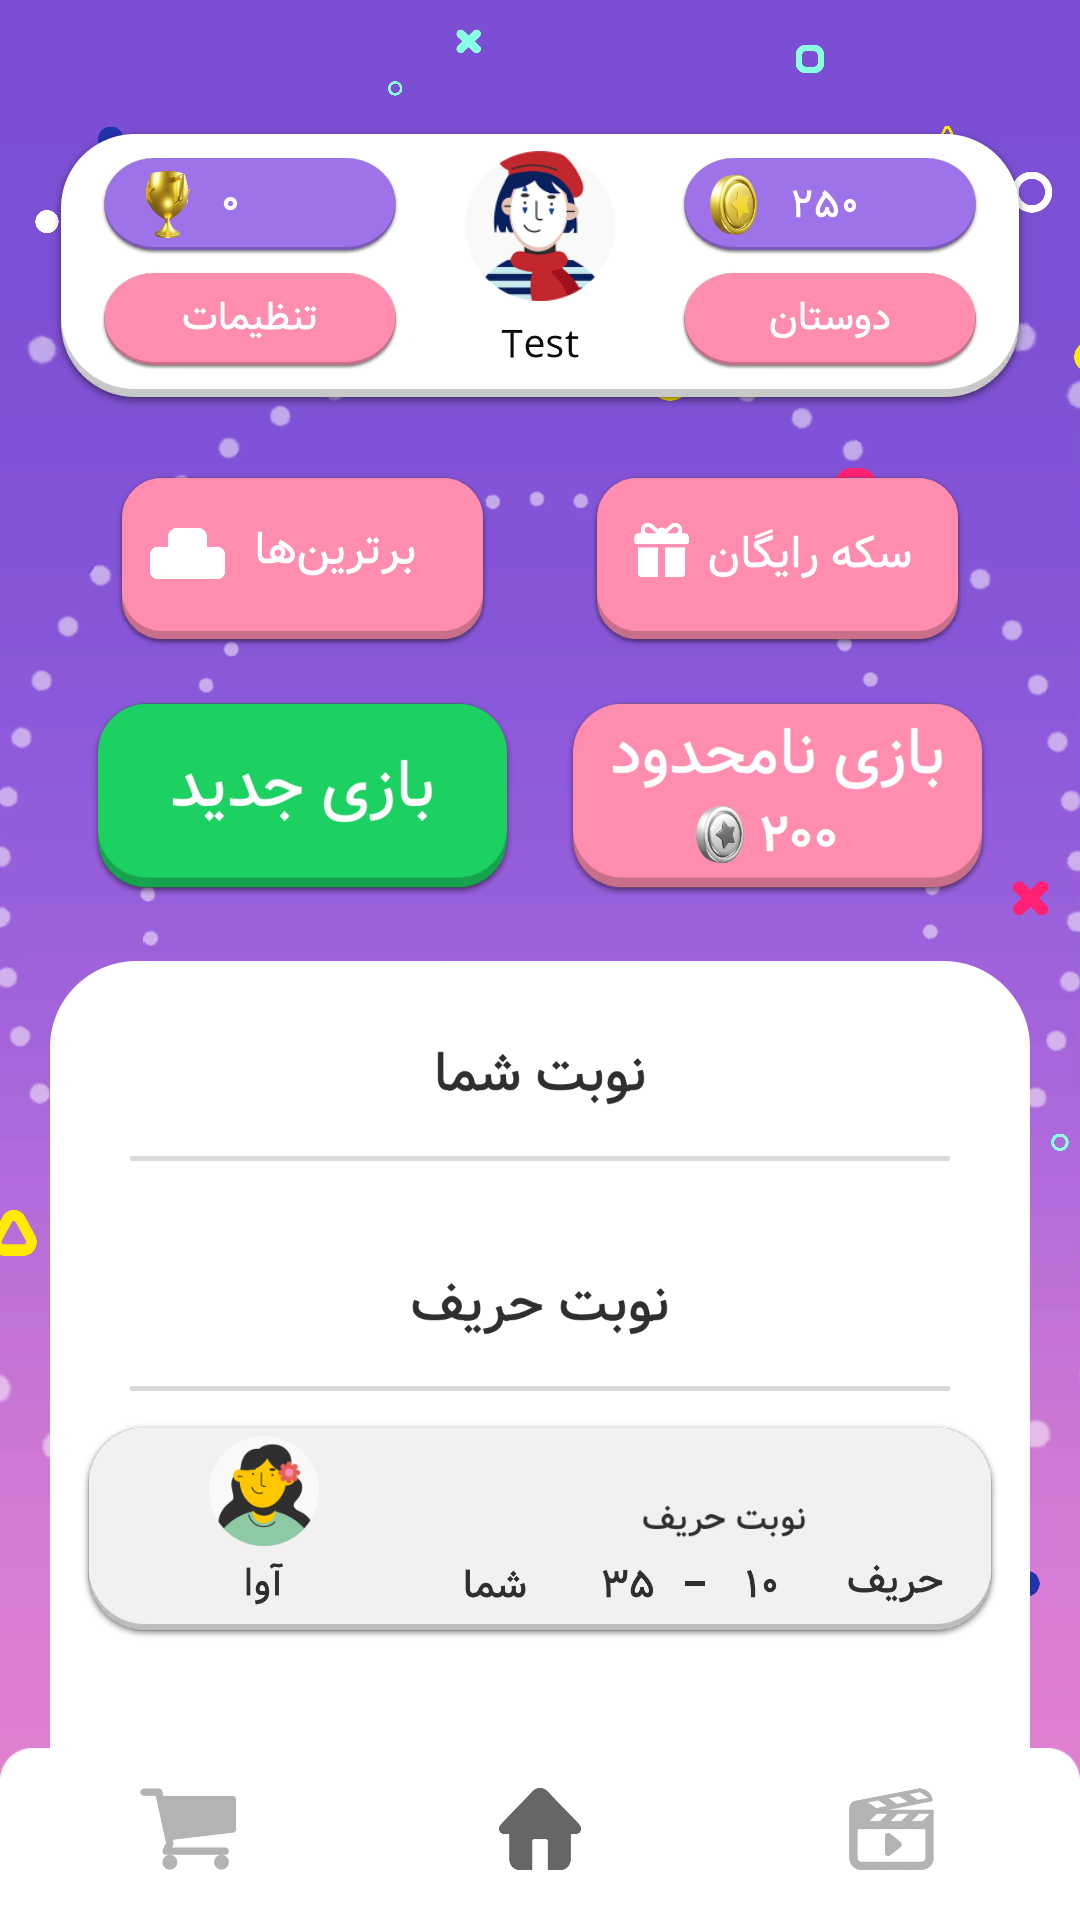 ۲۵۰
۰
دوستان
تنظیمات
Test
سکه رایگان
برترین‌ها
بازی نامحدود
۲۰۰
بازی جدید
نوبت شما
نوبت حریف
نوبت حریف
حریف ۱۰ – ۳۵ شما
آوا